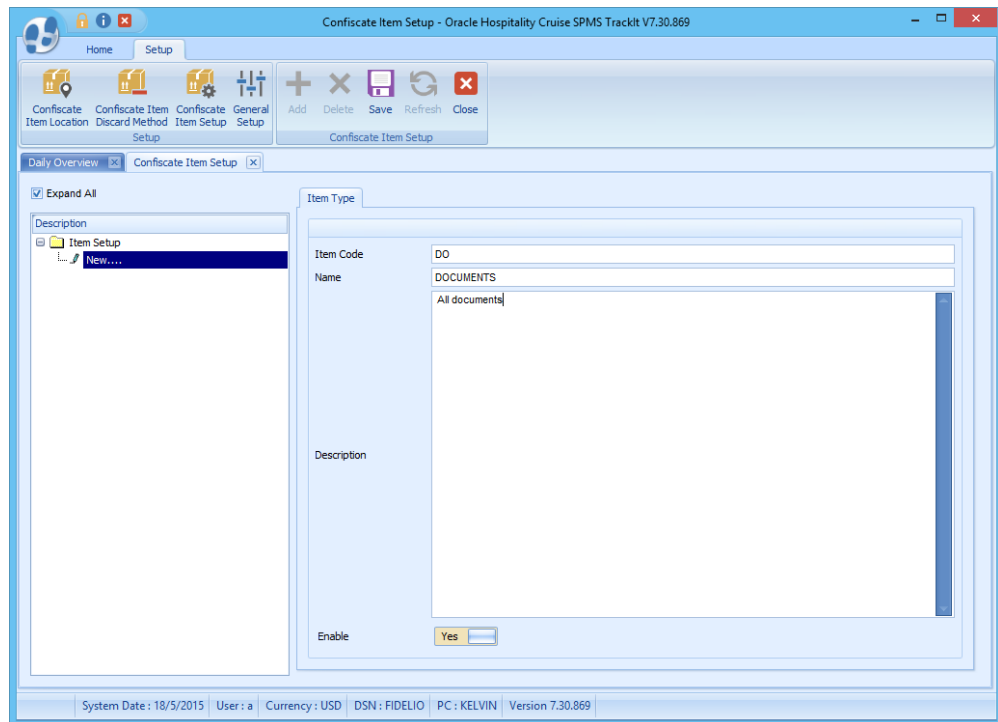 Confiscate Item Setup - Oracle Hospitality Cruise SPMS TrackIt V7.30.869
Home Setup
Confiscate Item Location
Confiscate Item Discard Method
Confiscate Item Setup
General Setup
Add Delete Save Refresh Close
Setup
Confiscate Item Setup
Daily Overview Confiscate Item Setup
Expand All
Item Type
Description
Item Setup
New....
Item Code DO
Name DOCUMENTS
All documents
Description
Enable Yes
System Date : 18/5/2015 User : a Currency : USD DSN : FIDELIO PC : KELVIN Version 7.30.869